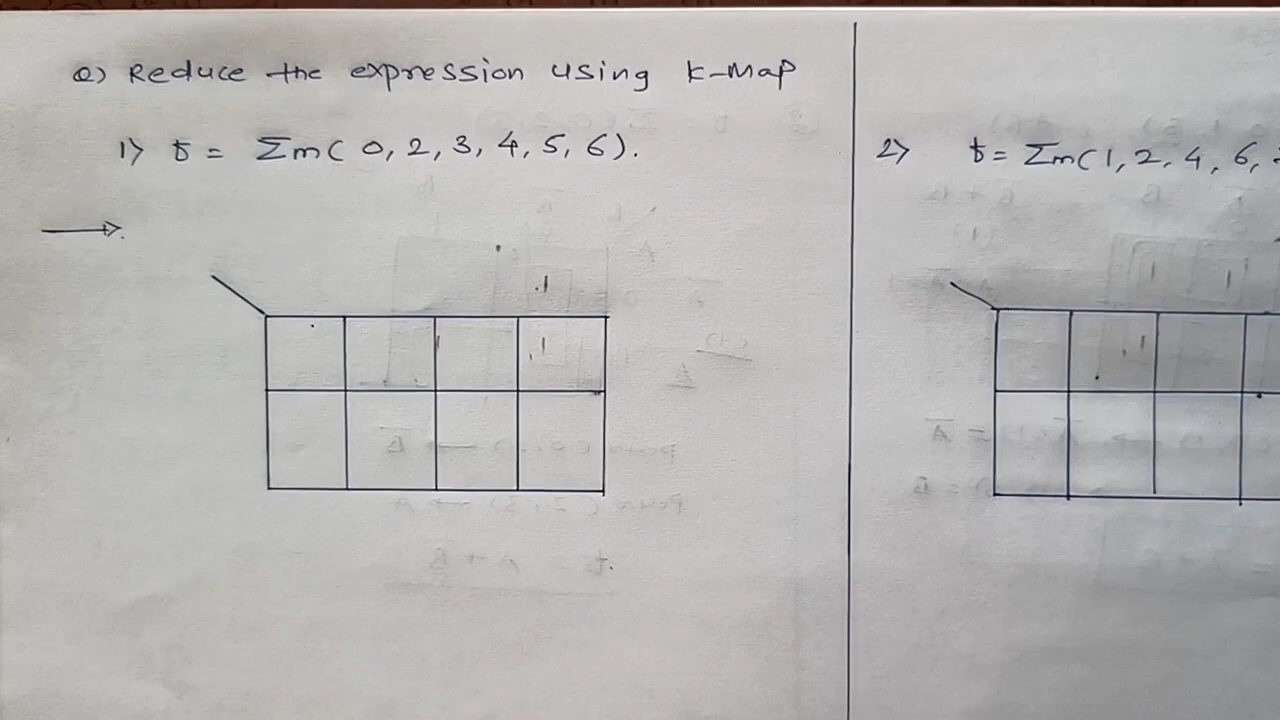 Q) Reduce the expression using K-Map
1) f = Σm( 0, 2, 3, 4, 5, 6).
2) f = Σm( 1, 2, 4, 6,